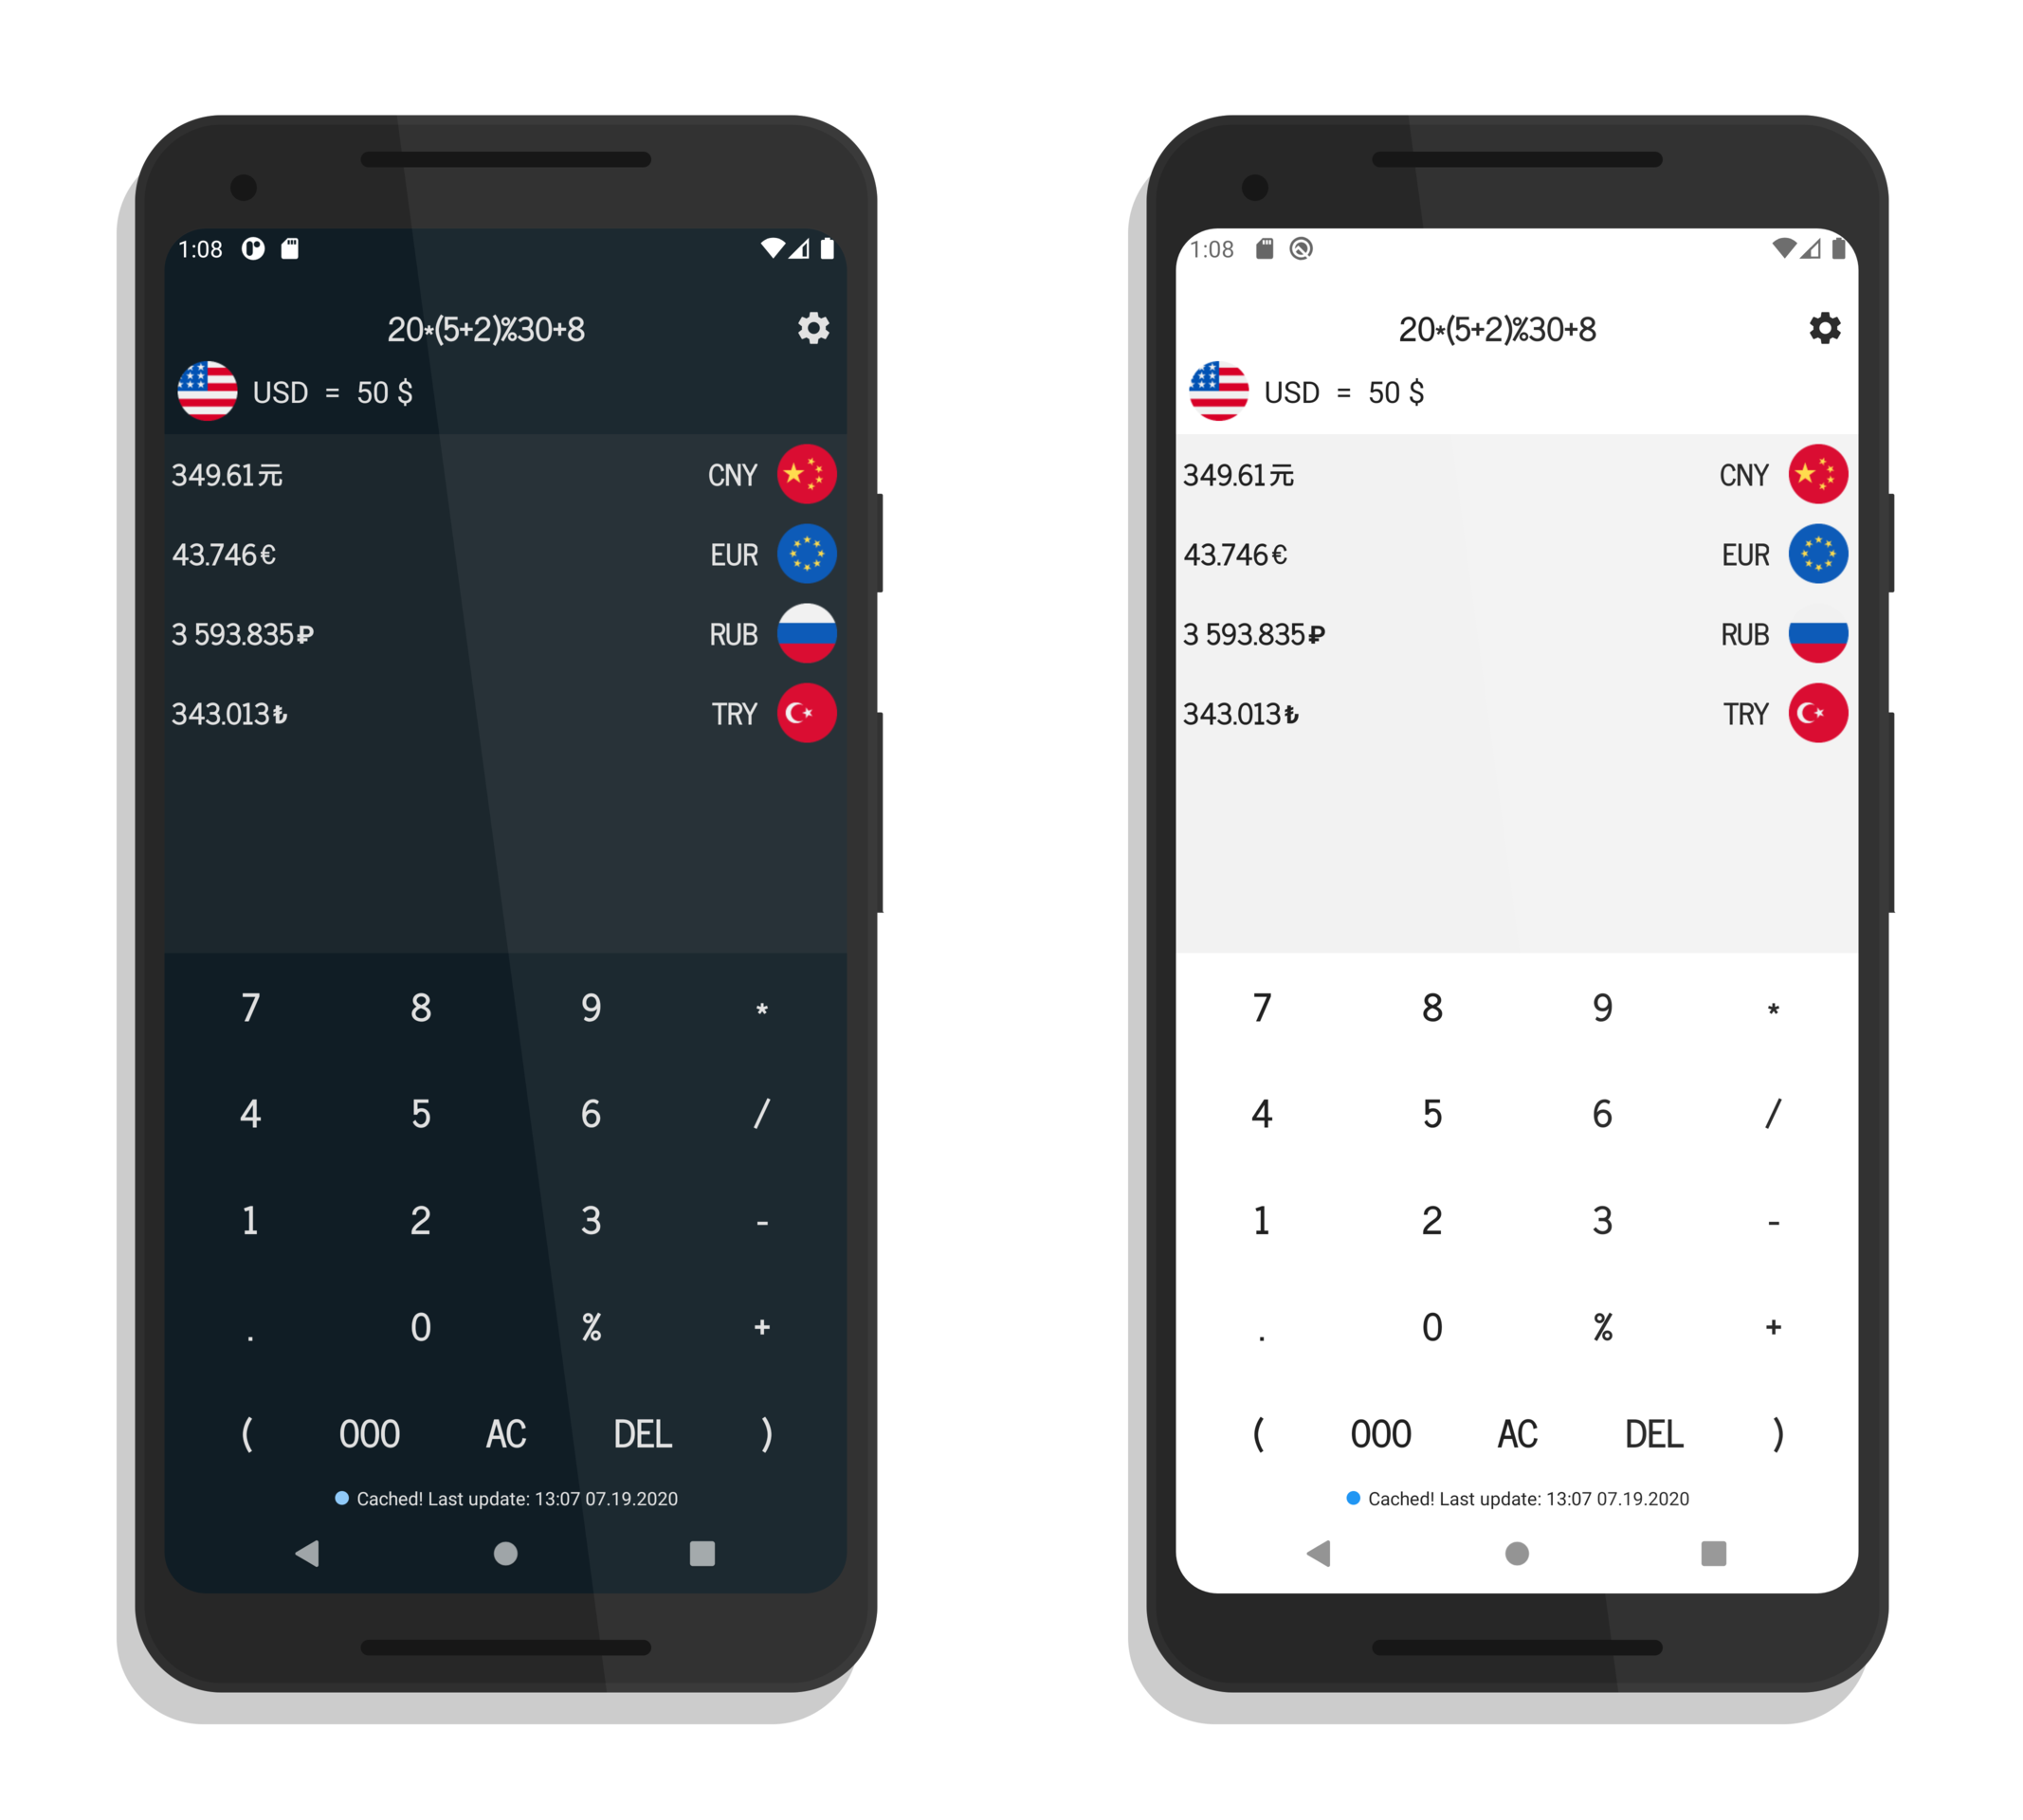 1:08
20*(5+2)%30+8
USD = 50 $
349.61元 CNY
43.746€ EUR
3 593.835₽ RUB
343.013₺ TRY
7 8 9 *
4 5 6 /
1 2 3 -
. 0 % +
( 000 AC DEL )
Cached! Last update: 13:07 07.19.2020
1:08
20*(5+2)%30+8
USD = 50 $
349.61元 CNY
43.746€ EUR
3 593.835₽ RUB
343.013₺ TRY
7 8 9 *
4 5 6 /
1 2 3 -
. 0 % +
( 000 AC DEL )
Cached! Last update: 13:07 07.19.2020